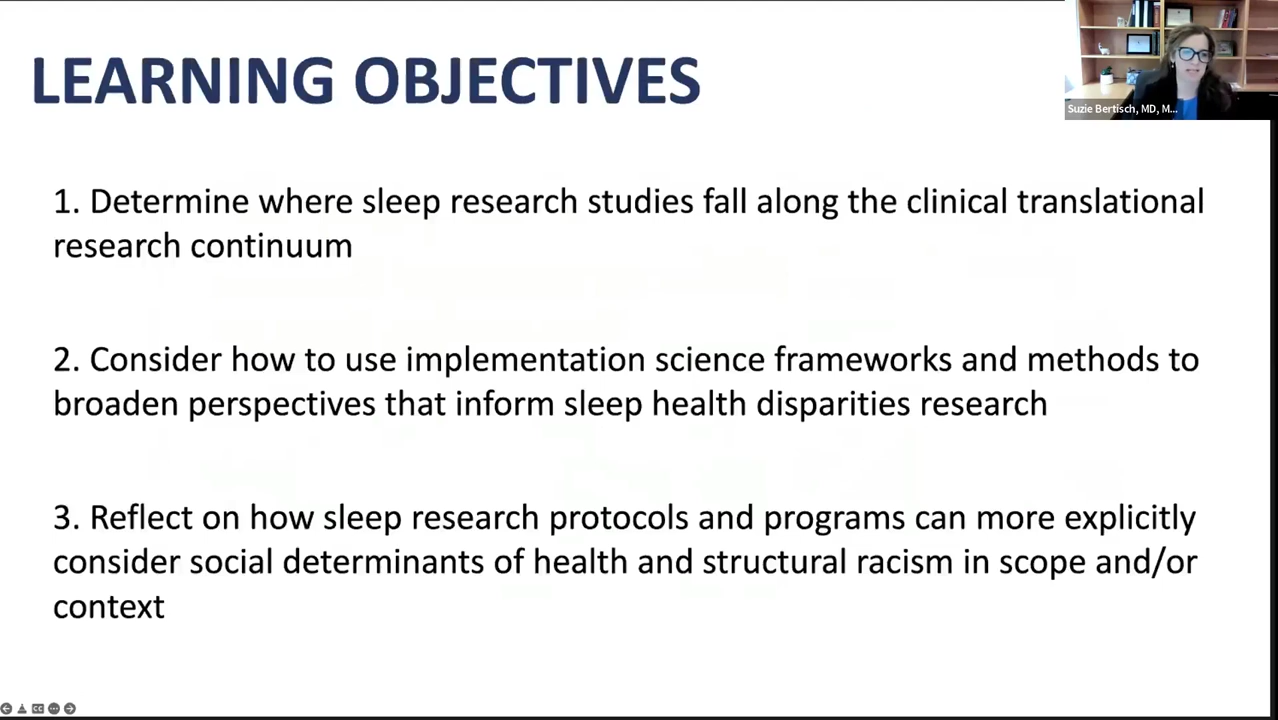 LEARNING OBJECTIVES
Suzie Bertisch, MD, M...
1. Determine where sleep research studies fall along the clinical translational
research continuum
2. Consider how to use implementation science frameworks and methods to
broaden perspectives that inform sleep health disparities research
3. Reflect on how sleep research protocols and programs can more explicitly
consider social determinants of health and structural racism in scope and/or
context